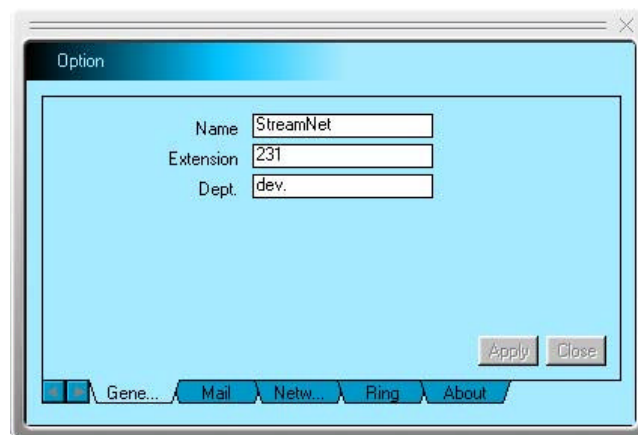 Option
Name StreamNet
Extension 231
Dept. dev.
Apply Close
Gene... Mail Netw... Ring About